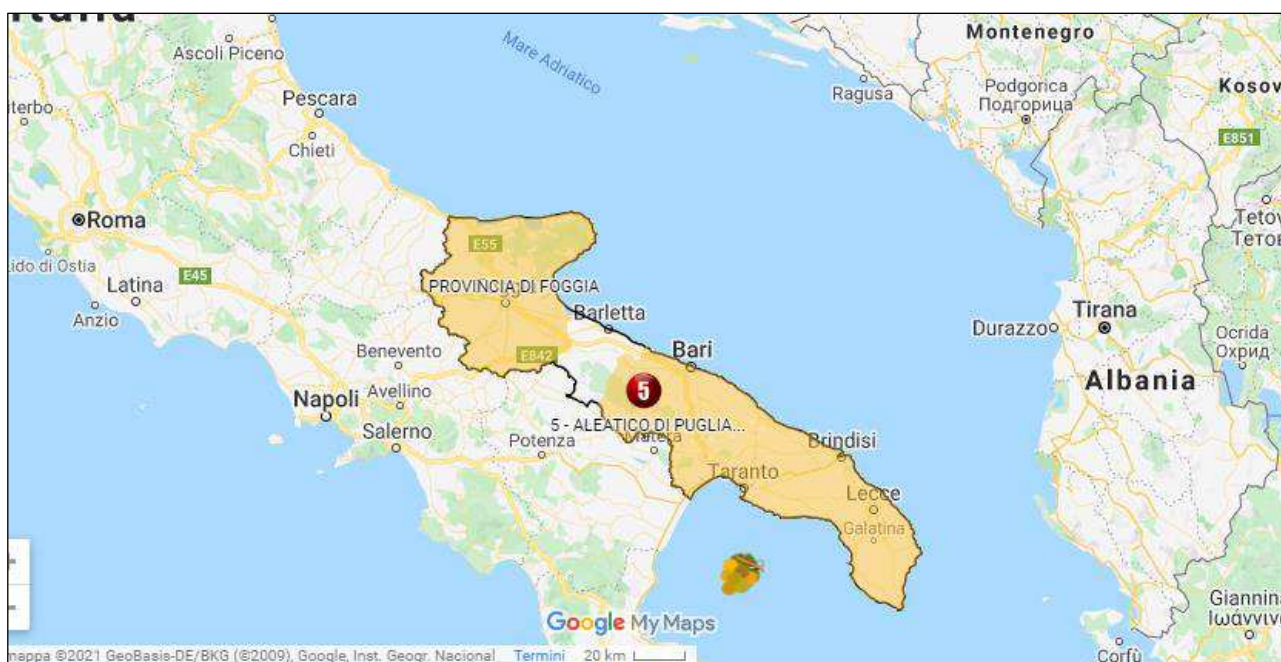 Mare Adriatico
Montenegro
Podgorica
Подгорица
Ragusa
Kosov
E851
Ascoli Piceno
Pescara
Chieti
iterbo
Roma
Lido di Ostia
E45
Latina
Anzio
E55
PROVINCIA DI FOGGIA
Barletta
E842
Bari
Benevento
Avellino
Napoli
Salerno
Potenza
5
5 - ALEATICO DI PUGLIA...
Matera
Taranto
Brindisi
Lecce
Galatina
Durazzo
Tirana
Albania
Tetov
Тетов
Ocrida
Охрид
Giannina
Ιωάννινα
Corfù
Google My Maps
mappa ©2021 GeoBasis-DE/BKG (©2009), Google, Inst. Geogr. Nacional Termini 20 km